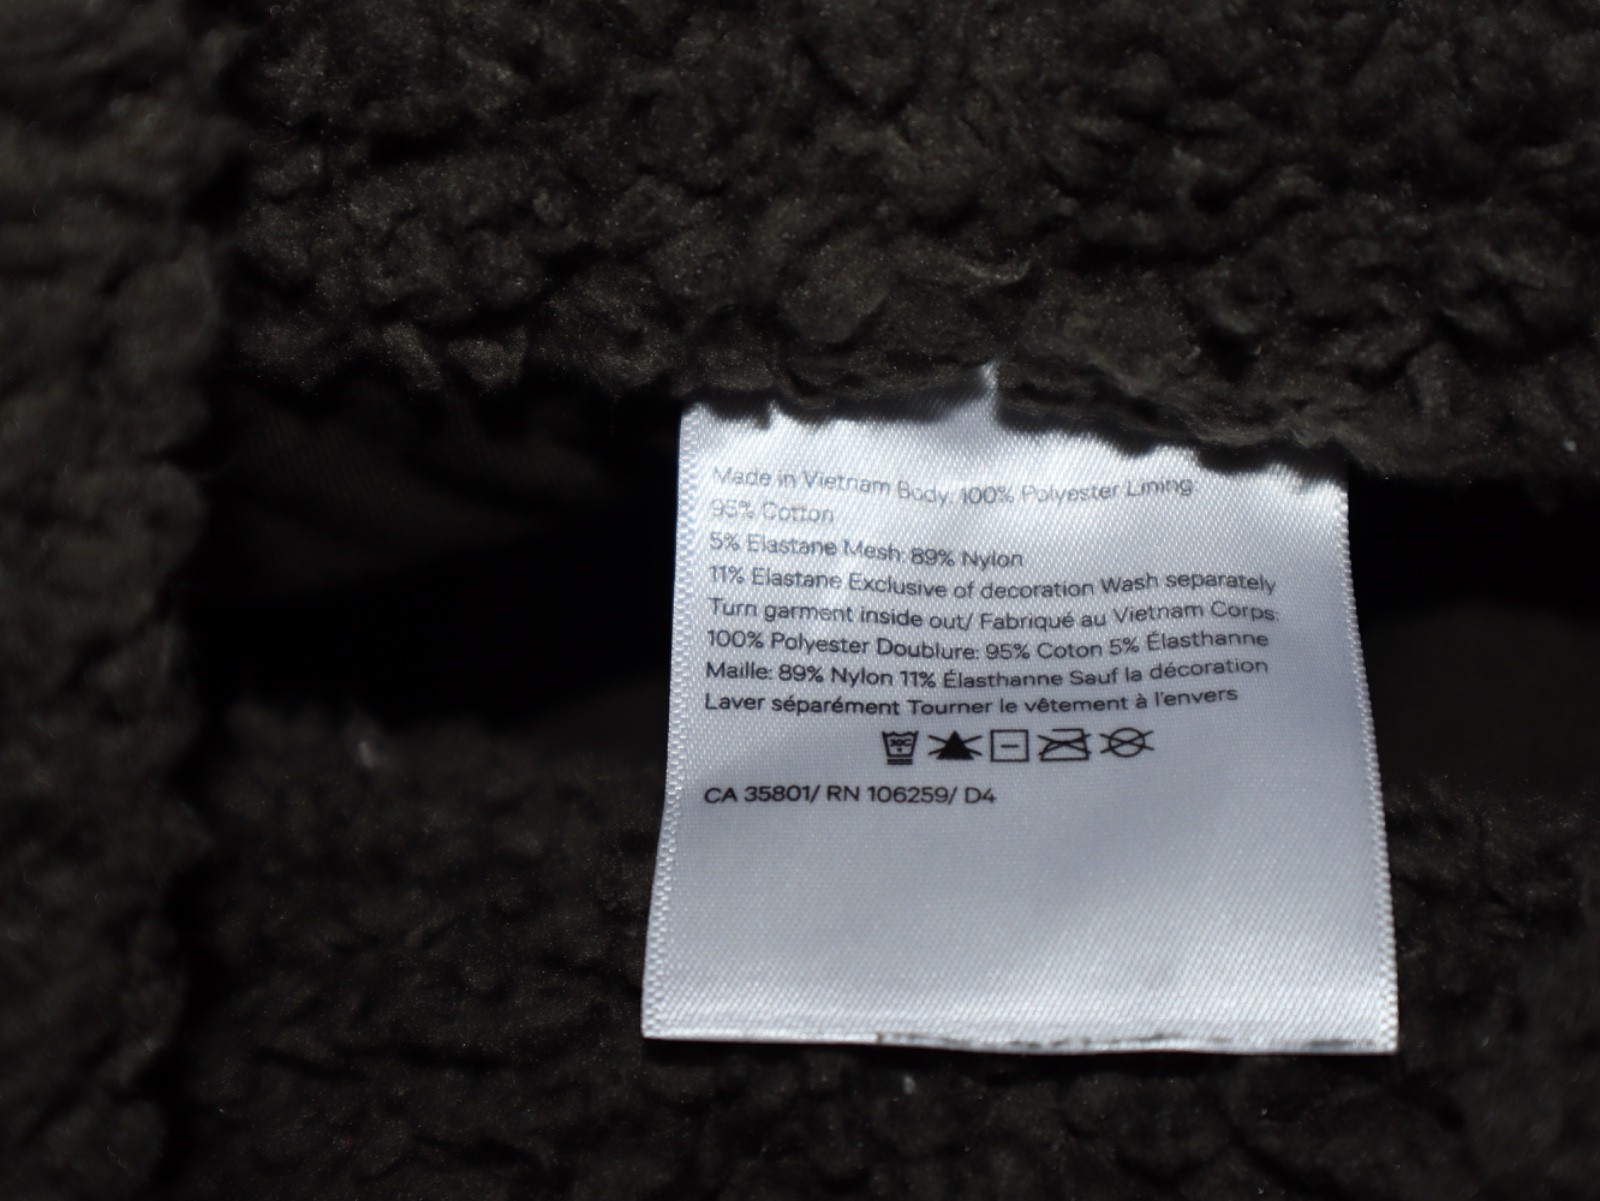 Made in Vietnam Body: 100% Polyester Lining:
95% Cotton
5% Elastane Mesh: 89% Nylon
11% Elastane Exclusive of decoration Wash separately
Turn garment inside out/ Fabriqué au Vietnam Corps:
100% Polyester Doublure: 95% Coton 5% Élasthanne
Maille: 89% Nylon 11% Élasthanne Sauf la décoration
Laver séparément Tourner le vêtement à l'envers
30C
CA 35801/ RN 106259/ D4